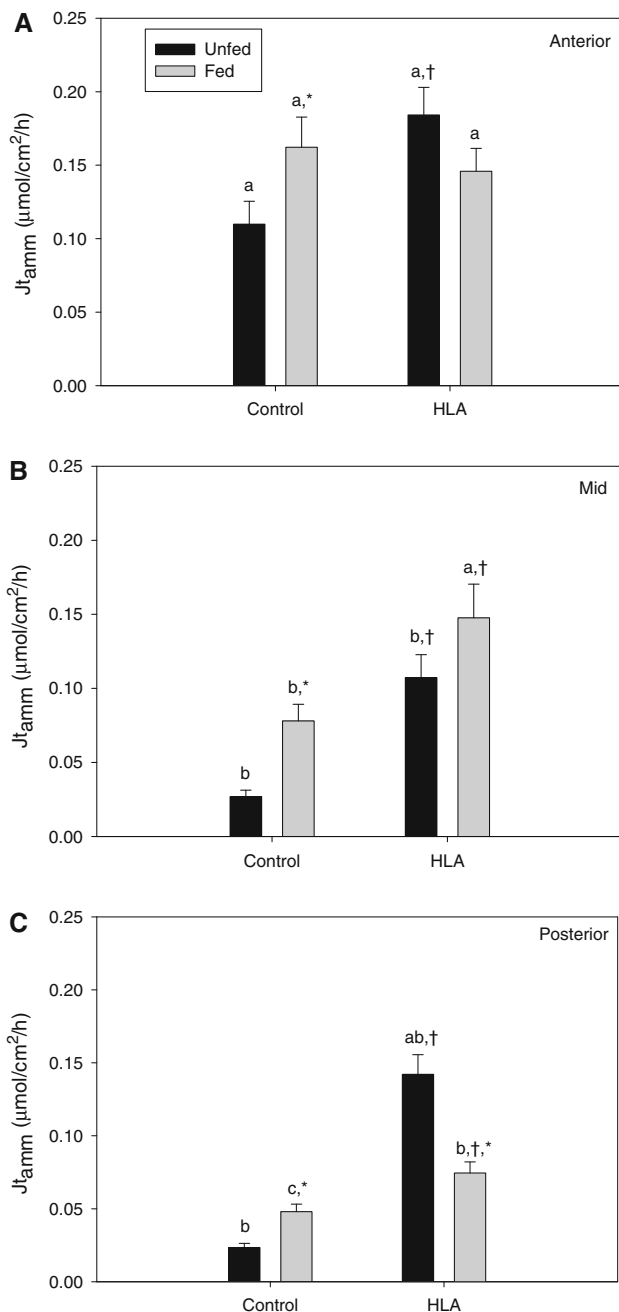 A
Unfed
Fed
Anterior
Jtamm (µmol/cm²/h)
0.25
0.20
0.15
0.10
0.05
0.00
a
a,*
a,†
a
Control
HLA
B
Mid
Jtamm (µmol/cm²/h)
0.25
0.20
0.15
0.10
0.05
0.00
b
b,*
b,†
a,†
Control
HLA
C
Posterior
Jtamm (µmol/cm²/h)
0.25
0.20
0.15
0.10
0.05
0.00
b
c,*
ab,†
b,†,*
Control
HLA